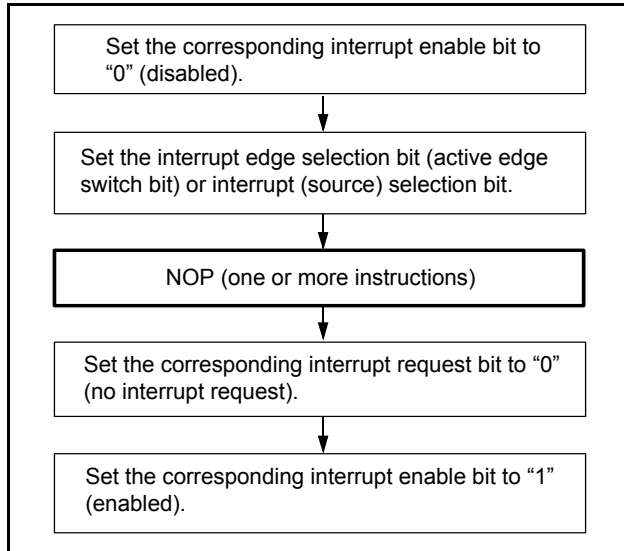 Set the corresponding interrupt enable bit to
“0” (disabled).
Set the interrupt edge selection bit (active edge
switch bit) or interrupt (source) selection bit.
NOP (one or more instructions)
Set the corresponding interrupt request bit to “0”
(no interrupt request).
Set the corresponding interrupt enable bit to “1”
(enabled).